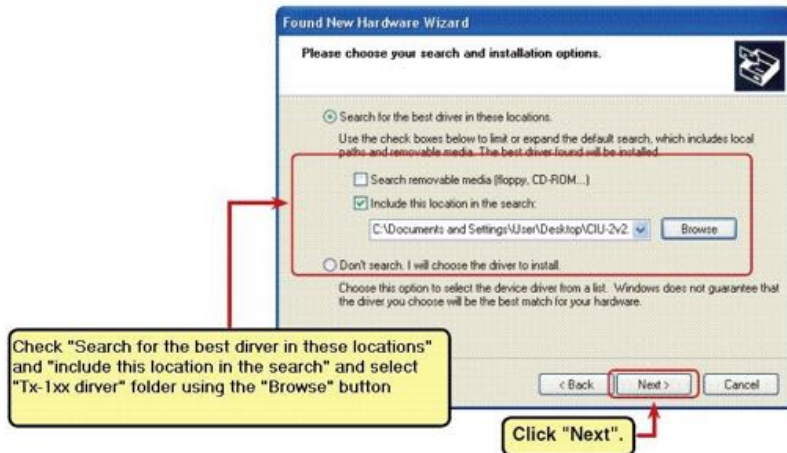 Found New Hardware Wizard
Please choose your search and installation options.
Search for the best driver in these locations.
Use the check boxes below to limit or expand the default search, which includes local
paths and removable media. The best driver found will be installed.
Search removable media (floppy, CD-ROM...)
Include this location in the search:
C:\Documents and Settings\User\Desktop\CIU-2v2.
Browse
Don't search. I will choose the driver to install.
Choose this option to select the device driver from a list. Windows does not guarantee that
the driver you choose will be the best match for your hardware.
Check "Search for the best dirver in these locations"
and "include this location in the search" and select
"Tx-1xx dirver" folder using the "Browse" button
< Back
Next >
Cancel
Click "Next".